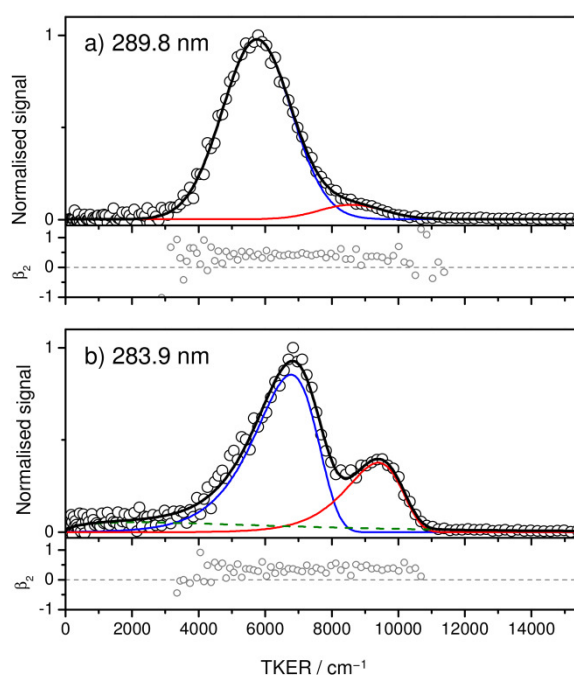 a) 289.8 nm
Normalised signal
1
0
β₂
1
0
-1
b) 283.9 nm
Normalised signal
1
0
β₂
1
0
-1
0 2000 4000 6000 8000 10000 12000 14000
TKER / cm⁻¹